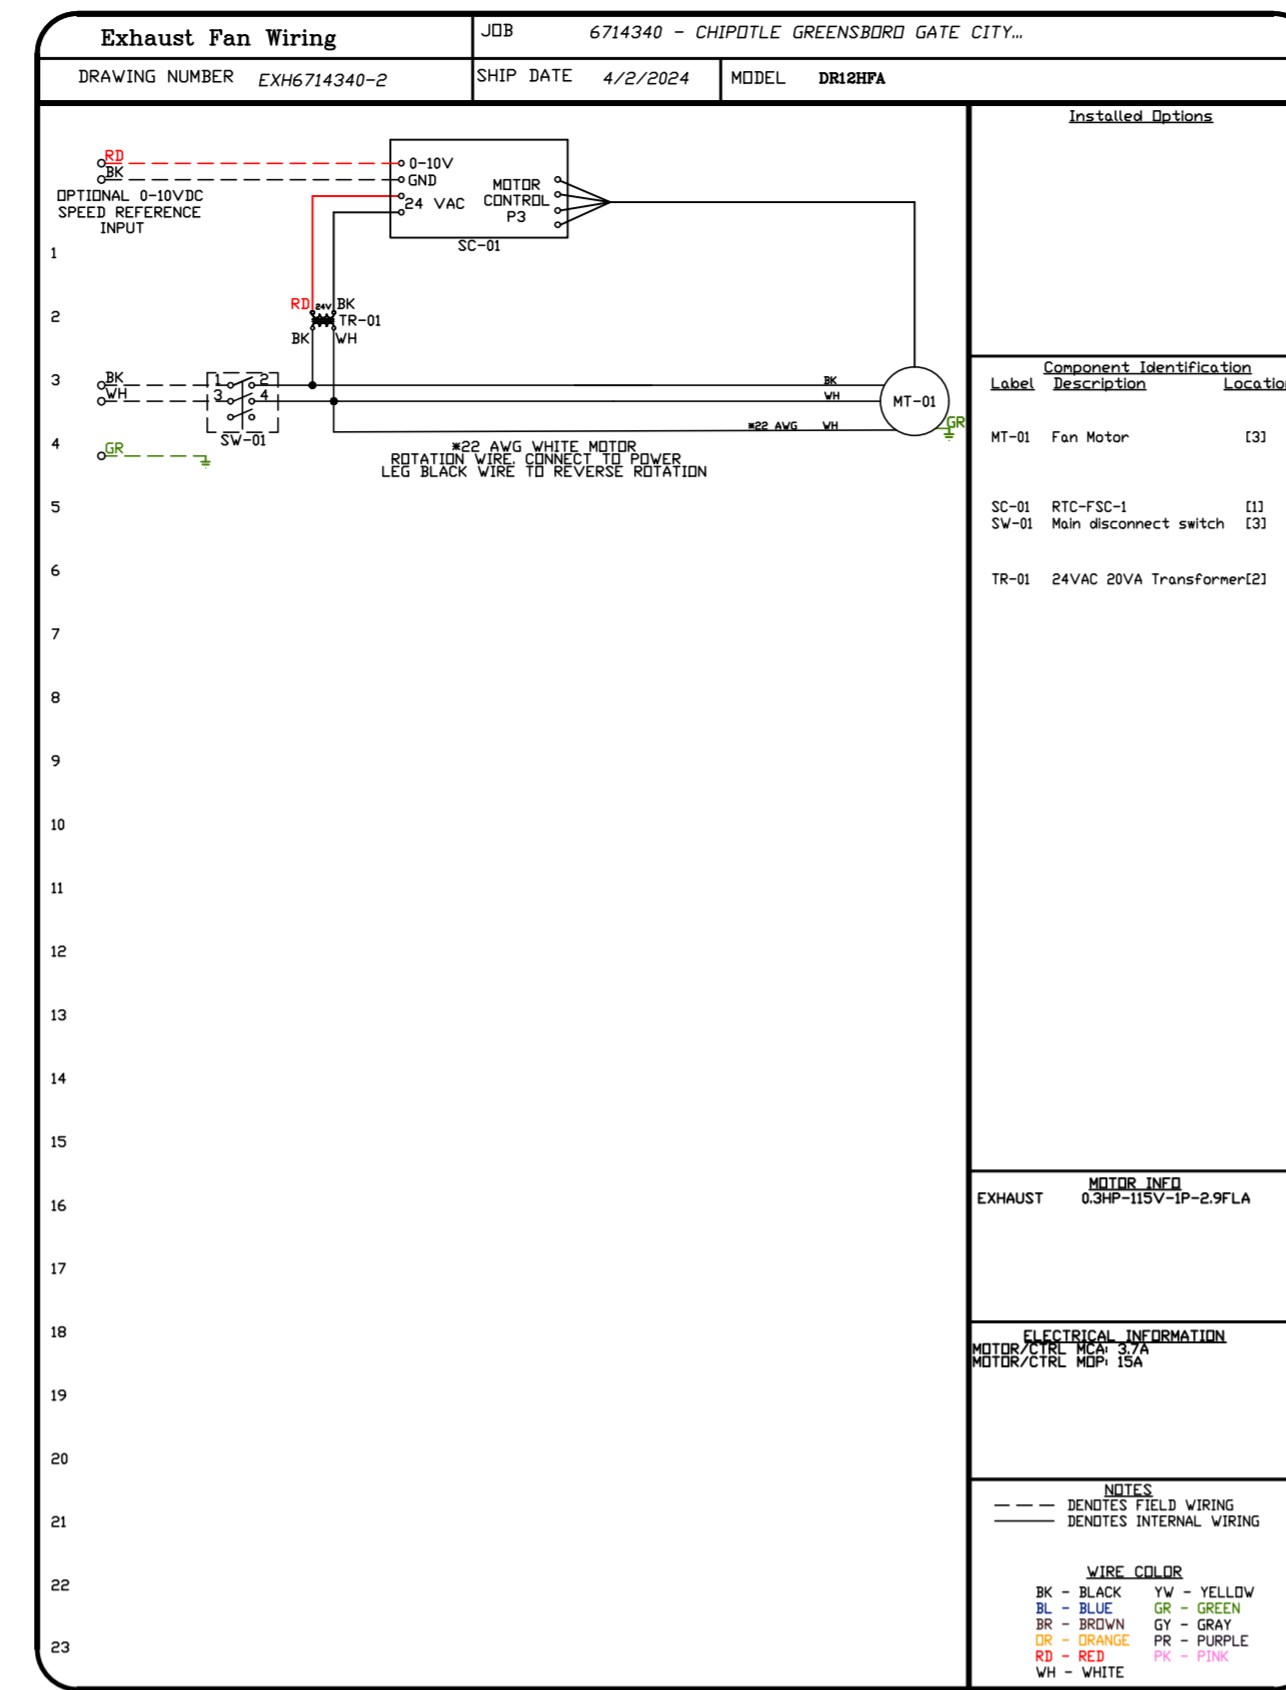 Exhaust Fan Wiring
JOB 6714340 - CHIPOTLE GREENSBORO GATE CITY...
DRAWING NUMBER EXH6714340-2
SHIP DATE 4/2/2024
MODEL DR12HFA
RD
BK
OPTIONAL 0-10VDC
SPEED REFERENCE
INPUT
0-10V
GND
24 VAC
MOTOR
CONTROL
P3
SC-01
1
2
RD 24V BK
TR-01
BK WH
3
BK
WH
1 2
3 4
SW-01
BK
WH
*22 AWG WH
MT-01
GR
4
GR
*22 AWG WHITE MOTOR
ROTATION WIRE. CONNECT TO POWER
LEG BLACK WIRE TO REVERSE ROTATION
5
6
7
8
9
10
11
12
13
14
15
16
17
18
19
20
21
22
23
Installed Options
Component Identification
Label Description Location
MT-01 Fan Motor [3]
SC-01 RTC-FSC-1 [1]
SW-01 Main disconnect switch [3]
TR-01 24VAC 20VA Transformer[2]
MOTOR INFO
EXHAUST 0.3HP-115V-1P-2.9FLA
ELECTRICAL INFORMATION
MOTOR/CTRL MCA: 3.7A
MOTOR/CTRL MOP: 15A
NOTES
DENOTES FIELD WIRING
DENOTES INTERNAL WIRING
WIRE COLOR
BK - BLACK YW - YELLOW
BL - BLUE GR - GREEN
BR - BROWN GY - GRAY
OR - ORANGE PR - PURPLE
RD - RED PK - PINK
WH - WHITE